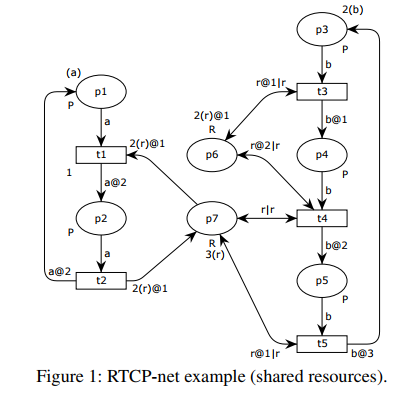 2(b)
p3
P
b
(a)
p1
P
a
r@1|r
t3
2(r)@1
R
b@1
2(r)@1
t1
1
p6
r@2|r
p4
P
a@2
b
p2
P
p7
r|r
t4
R
3(r)
a
b@2
p5
P
a@2
t2
2(r)@1
b
t5
r@1|r
b@3
Figure 1: RTCP-net example (shared resources).